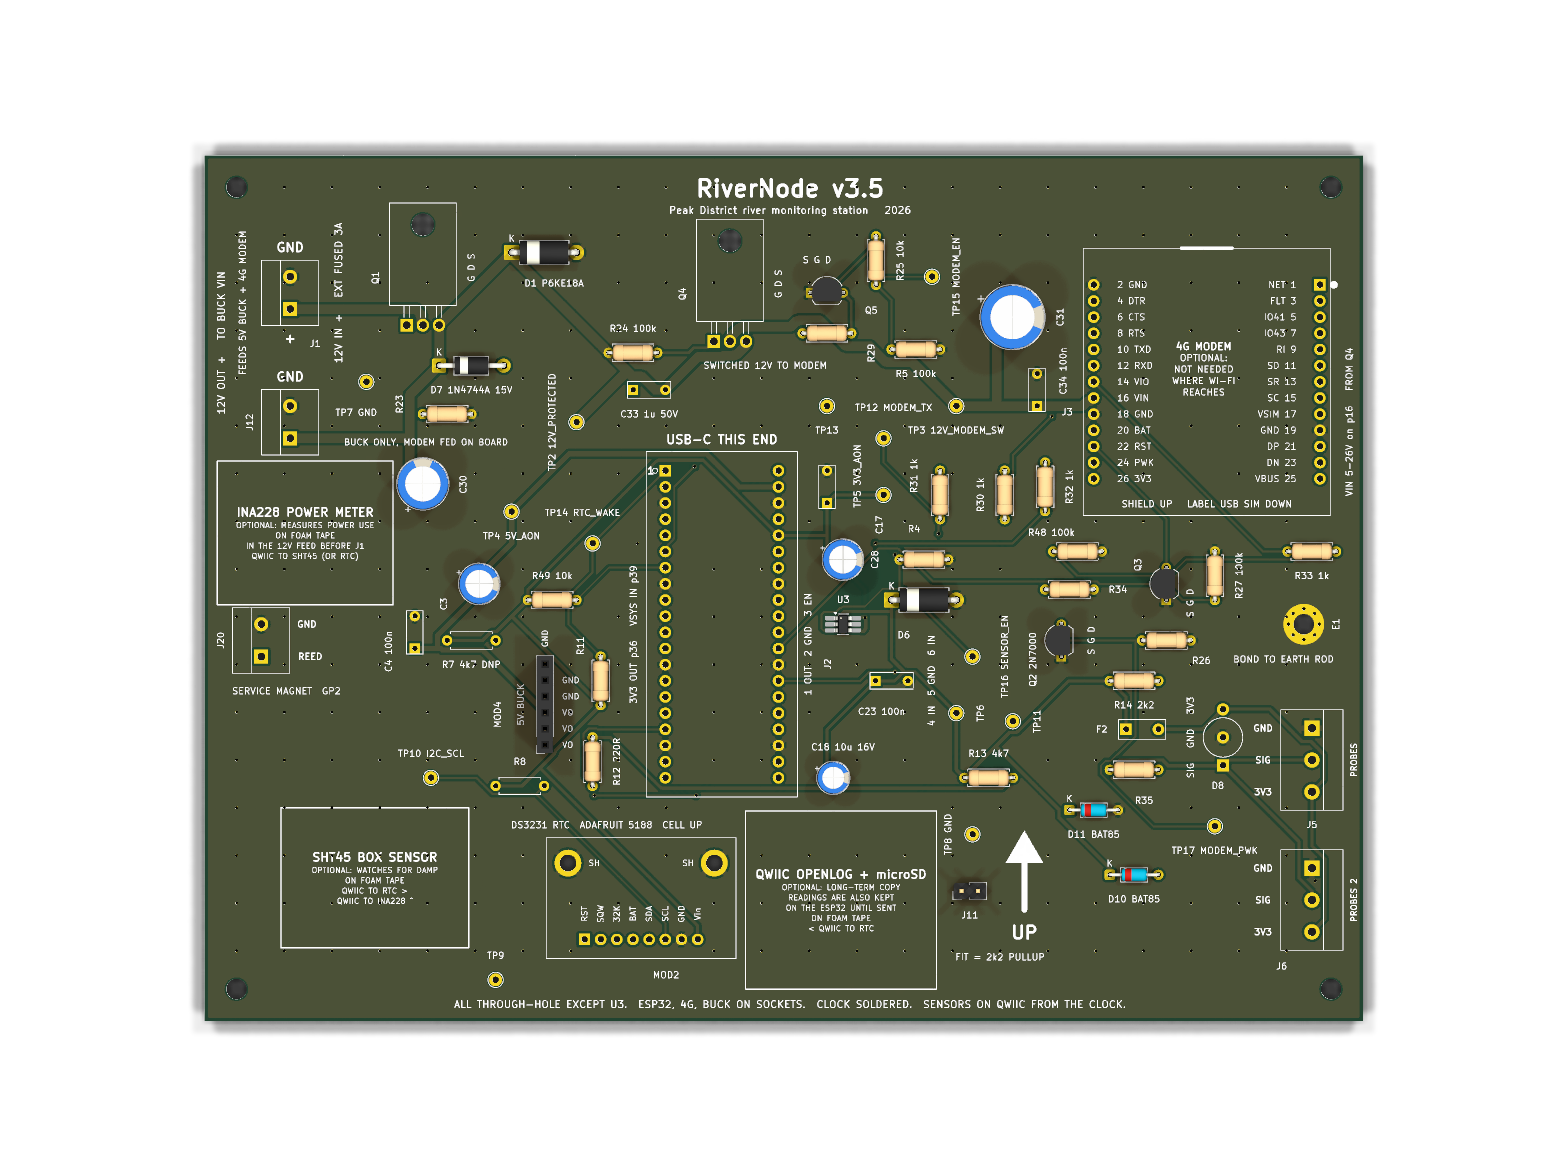 RiverNode v3.5
Peak District river monitoring station 2026
GND
12V OUT + TO BUCK VIN
FEEDS 5V BUCK + 4G MODEM
EXT FUSED 3A
12V IN +
+
J1
Q1
G D S
K
D1 P6KE18A
Q4
G D S
S G D
Q5
R25 10k
TP15 MODEM_EN
C31
+
R24 100k
R29
R5 100k
SWITCHED 12V TO MODEM
C33 1u 50V
C34 100n
J3
2 GND
4 DTR
6 CTS
8 RTS
10 TXD
12 RXD
14 VIO
16 VIN
18 GND
20 BAT
22 RST
24 PWK
26 3V3
NET 1
FLT 3
IO41 5
IO43 7
RI 9
SD 11
SR 13
SC 15
VSIM 17
GND 19
DP 21
DN 23
VBUS 25
4G MODEM
OPTIONAL:
NOT NEEDED
WHERE WI-FI
REACHES
SHIELD UP LABEL USB SIM DOWN
VIN 5-26V on p16 FROM Q4
GND
J12
K
D7 1N4744A 15V
TP7 GND
R23
BUCK ONLY, MODEM FED ON BOARD
TP2 12V_PROTECTED
TP13
TP12 MODEM_TX
TP3 12V_MODEM_SW
USB-C THIS END
1
C30
+
INA228 POWER METER
OPTIONAL: MEASURES POWER USE
ON FOAM TAPE
IN THE 12V FEED BEFORE J1
QWIIC TO SHT45 (OR RTC)
TP14 RTC_WAKE
TP4 5V_AON
TP5 3V3_AON
C17
R31 1k
R30 1k
R32 1k
R4
R48 100k
C28
+
C3
+
R49 10k
VSYS IN p39
3V3 OUT p36
U3
K
D6
R34
Q3
S G D
R27 100k
R33 1k
J20
GND
REED
SERVICE MAGNET GP2
C4 100n
R7 4k7 DNP
R11
GND
GND
GND
VO
VO
VO
5V BUCK
MOD4
1 OUT 2 GND 3 EN
4 IN 5 GND 6 IN
J2
C23 100n
TP6
TP16 SENSOR_EN
Q2 2N7000
S G D
TP11
R26
E1
BOND TO EARTH ROD
R14 2k2
F2
3V3
GND
SIG
D8
GND
SIG
3V3
PROBES
J5
TP10 I2C_SCL
R8
R12 220R
C18 10u 16V
R13 4k7
R35
K
D11 BAT85
TP17 MODEM_PWK
DS3231 RTC ADAFRUIT 5188 CELL UP
SH
SH
RST
SQW
32K
BAT
SDA
SCL
GND
Vin
MOD2
SHT45 BOX SENSOR
OPTIONAL: WATCHES FOR DAMP
ON FOAM TAPE
QWIIC TO RTC >
QWIIC TO INA228 ^
QWIIC OPENLOG + microSD
OPTIONAL: LONG-TERM COPY
READINGS ARE ALSO KEPT
ON THE ESP32 UNTIL SENT
ON FOAM TAPE
< QWIIC TO RTC
TP8 GND
J11
UP
FIT = 2k2 PULLUP
K
D10 BAT85
GND
SIG
3V3
PROBES 2
J6
TP9
ALL THROUGH-HOLE EXCEPT U3. ESP32, 4G, BUCK ON SOCKETS. CLOCK SOLDERED. SENSORS ON QWIIC FROM THE CLOCK.